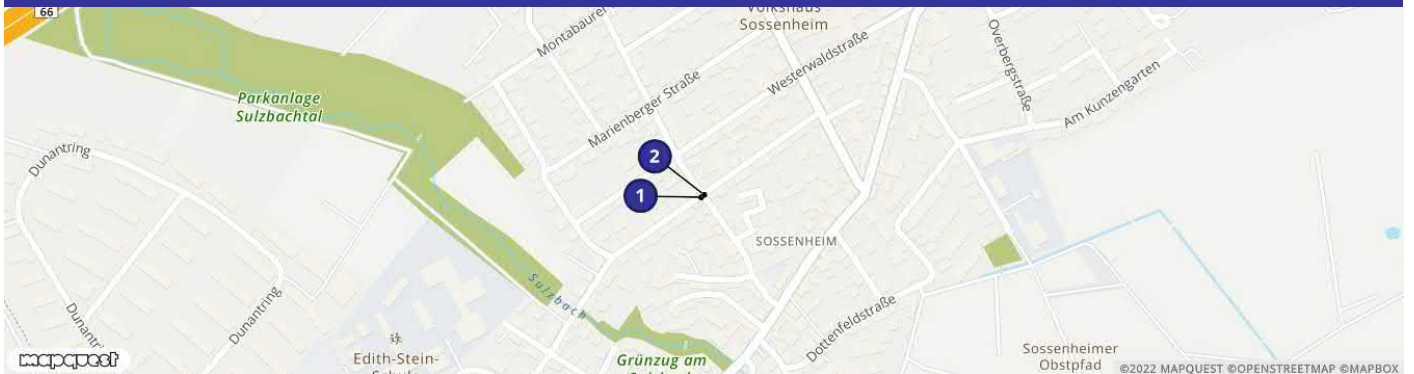 66
Volkshaus
Sossenheim
Montabaurer
Overbergstraße
Westerwaldstraße
Marienberger Straße
Am Kunzengarten
Parkanlage
Sulzbachtal
Dunantring
2
1
SOSSENHEIM
Sulzbach
Dunantring
Dottenfeldstraße
Edith-Stein-
Grünzug am
Sossenheimer
Obstpfad
mapquest
©2022 MAPQUEST ©OPENSTREETMAP ©MAPBOX